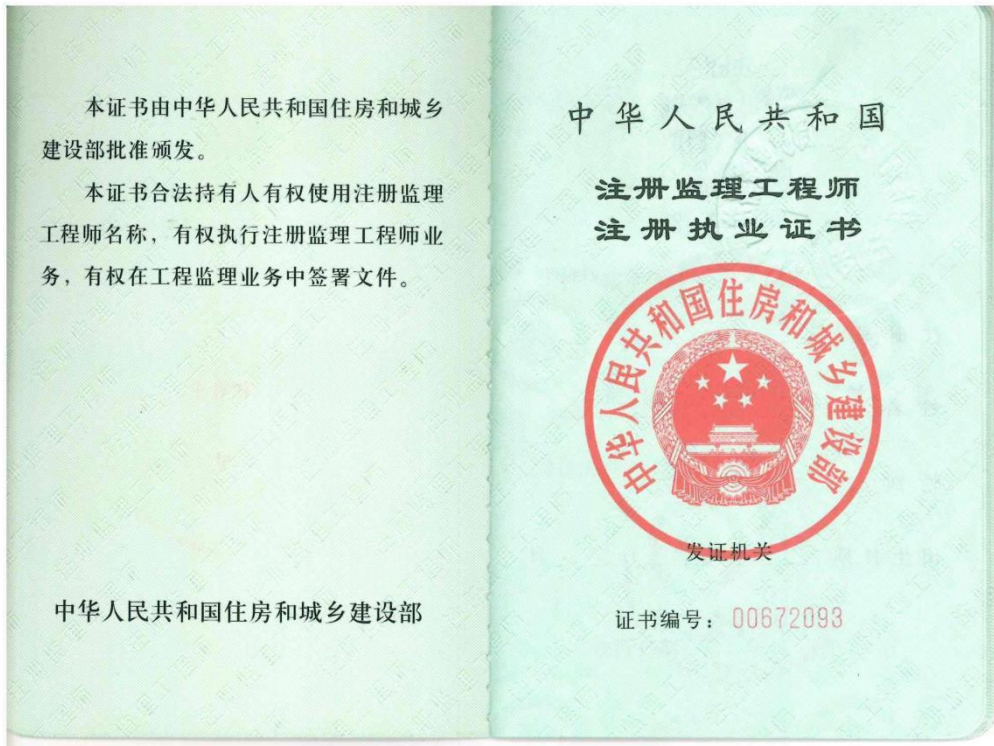 本证书由中华人民共和国住房和城乡
建设部批准颁发。
本证书合法持有人有权使用注册监理
工程师名称，有权执行注册监理工程师业
务，有权在工程监理业务中签署文件。
中华人民共和国住房和城乡建设部
中华人民共和国
注册监理工程师
注册执业证书
中华人民共和国住房和城乡建设部
发证机关
证书编号：00672093